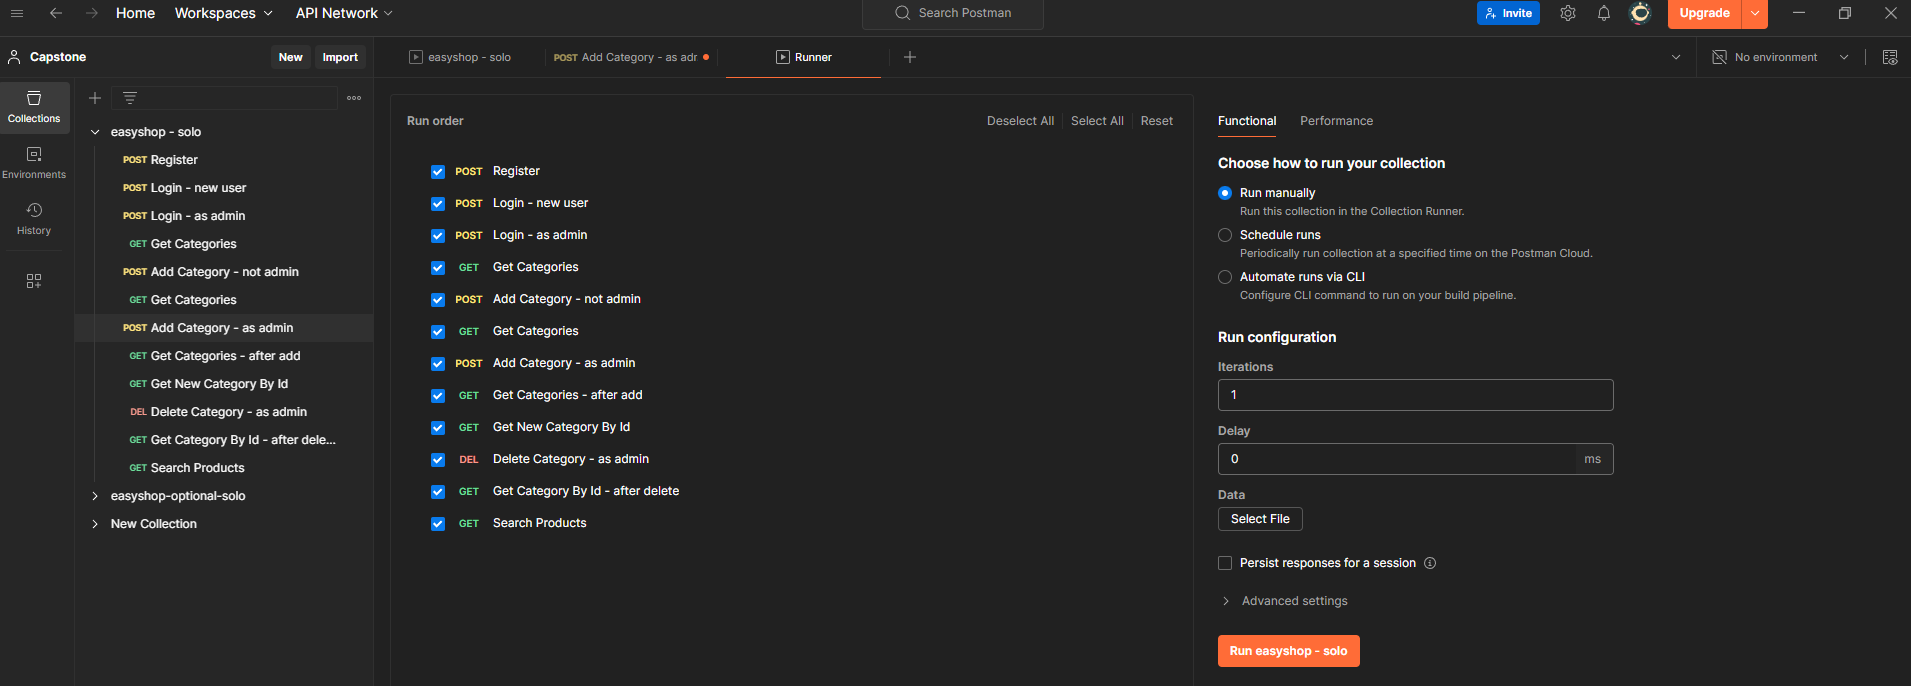 Home Workspaces API Network Search Postman Invite Upgrade
Capstone New Import easyshop - solo POST Add Category - as adr Runner No environment
Collections
Environments
History
easyshop - solo
POST Register
POST Login - new user
POST Login - as admin
GET Get Categories
POST Add Category - not admin
GET Get Categories
POST Add Category - as admin
GET Get Categories - after add
GET Get New Category By Id
DEL Delete Category - as admin
GET Get Category By Id - after dele...
GET Search Products
easyshop-optional-solo
New Collection
Run order Deselect All Select All Reset
POST Register
POST Login - new user
POST Login - as admin
GET Get Categories
POST Add Category - not admin
GET Get Categories
POST Add Category - as admin
GET Get Categories - after add
GET Get New Category By Id
DEL Delete Category - as admin
GET Get Category By Id - after delete
GET Search Products
Functional Performance
Choose how to run your collection
Run manually
Run this collection in the Collection Runner.
Schedule runs
Periodically run collection at a specified time on the Postman Cloud.
Automate runs via CLI
Configure CLI command to run on your build pipeline.
Run configuration
Iterations
1
Delay
0 ms
Data
Select File
Persist responses for a session
Advanced settings
Run easyshop - solo